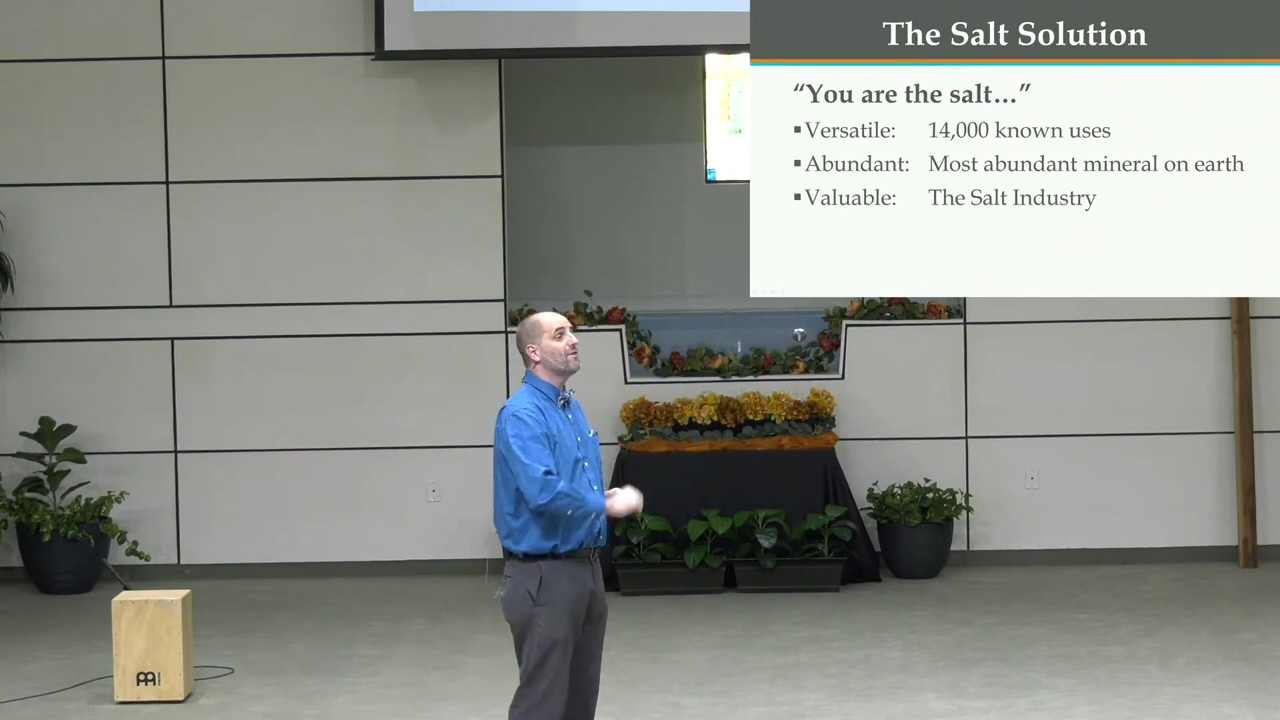 The Salt Solution
“You are the salt…”
▪Versatile: 14,000 known uses
▪Abundant: Most abundant mineral on earth
▪Valuable: The Salt Industry